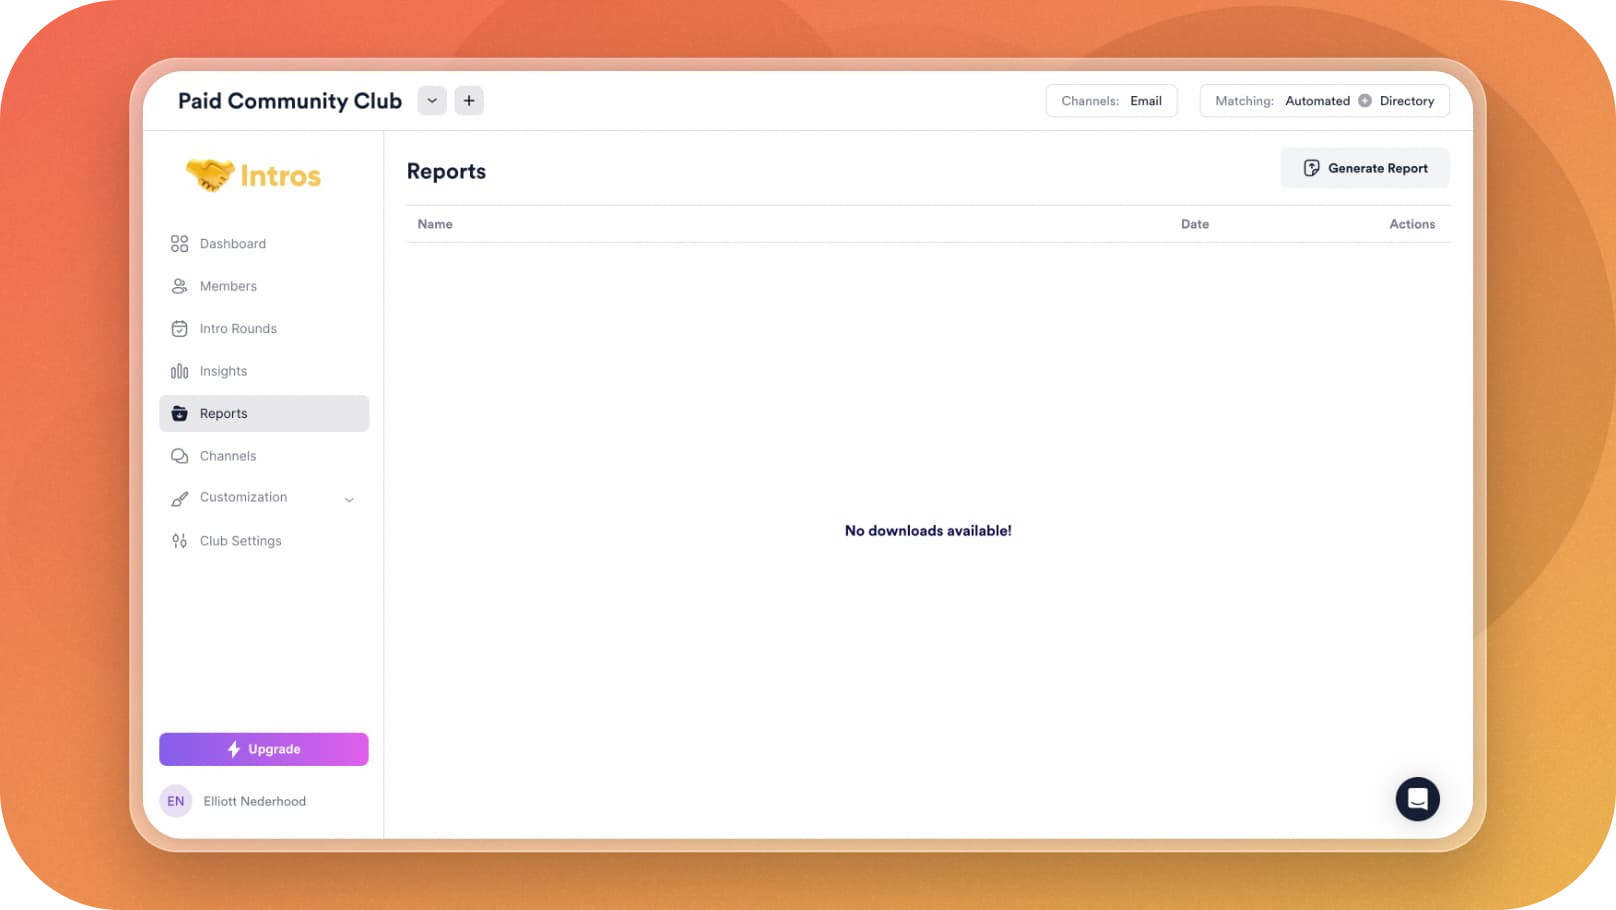 Paid Community Club
Channels: Email
Matching: Automated Directory
Intros
Dashboard
Members
Intro Rounds
Insights
Reports
Channels
Customization
Club Settings
Upgrade
EN Elliott Nederhood
Reports
Generate Report
Name Date Actions
No downloads available!